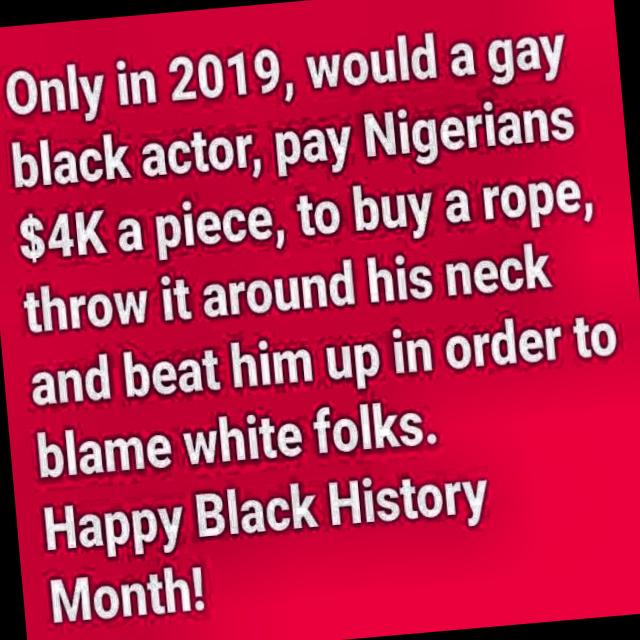 Only in 2019, would a gay
black actor, pay Nigerians
$4K a piece, to buy a rope,
throw it around his neck
and beat him up in order to
blame white folks.
Happy Black History
Month!